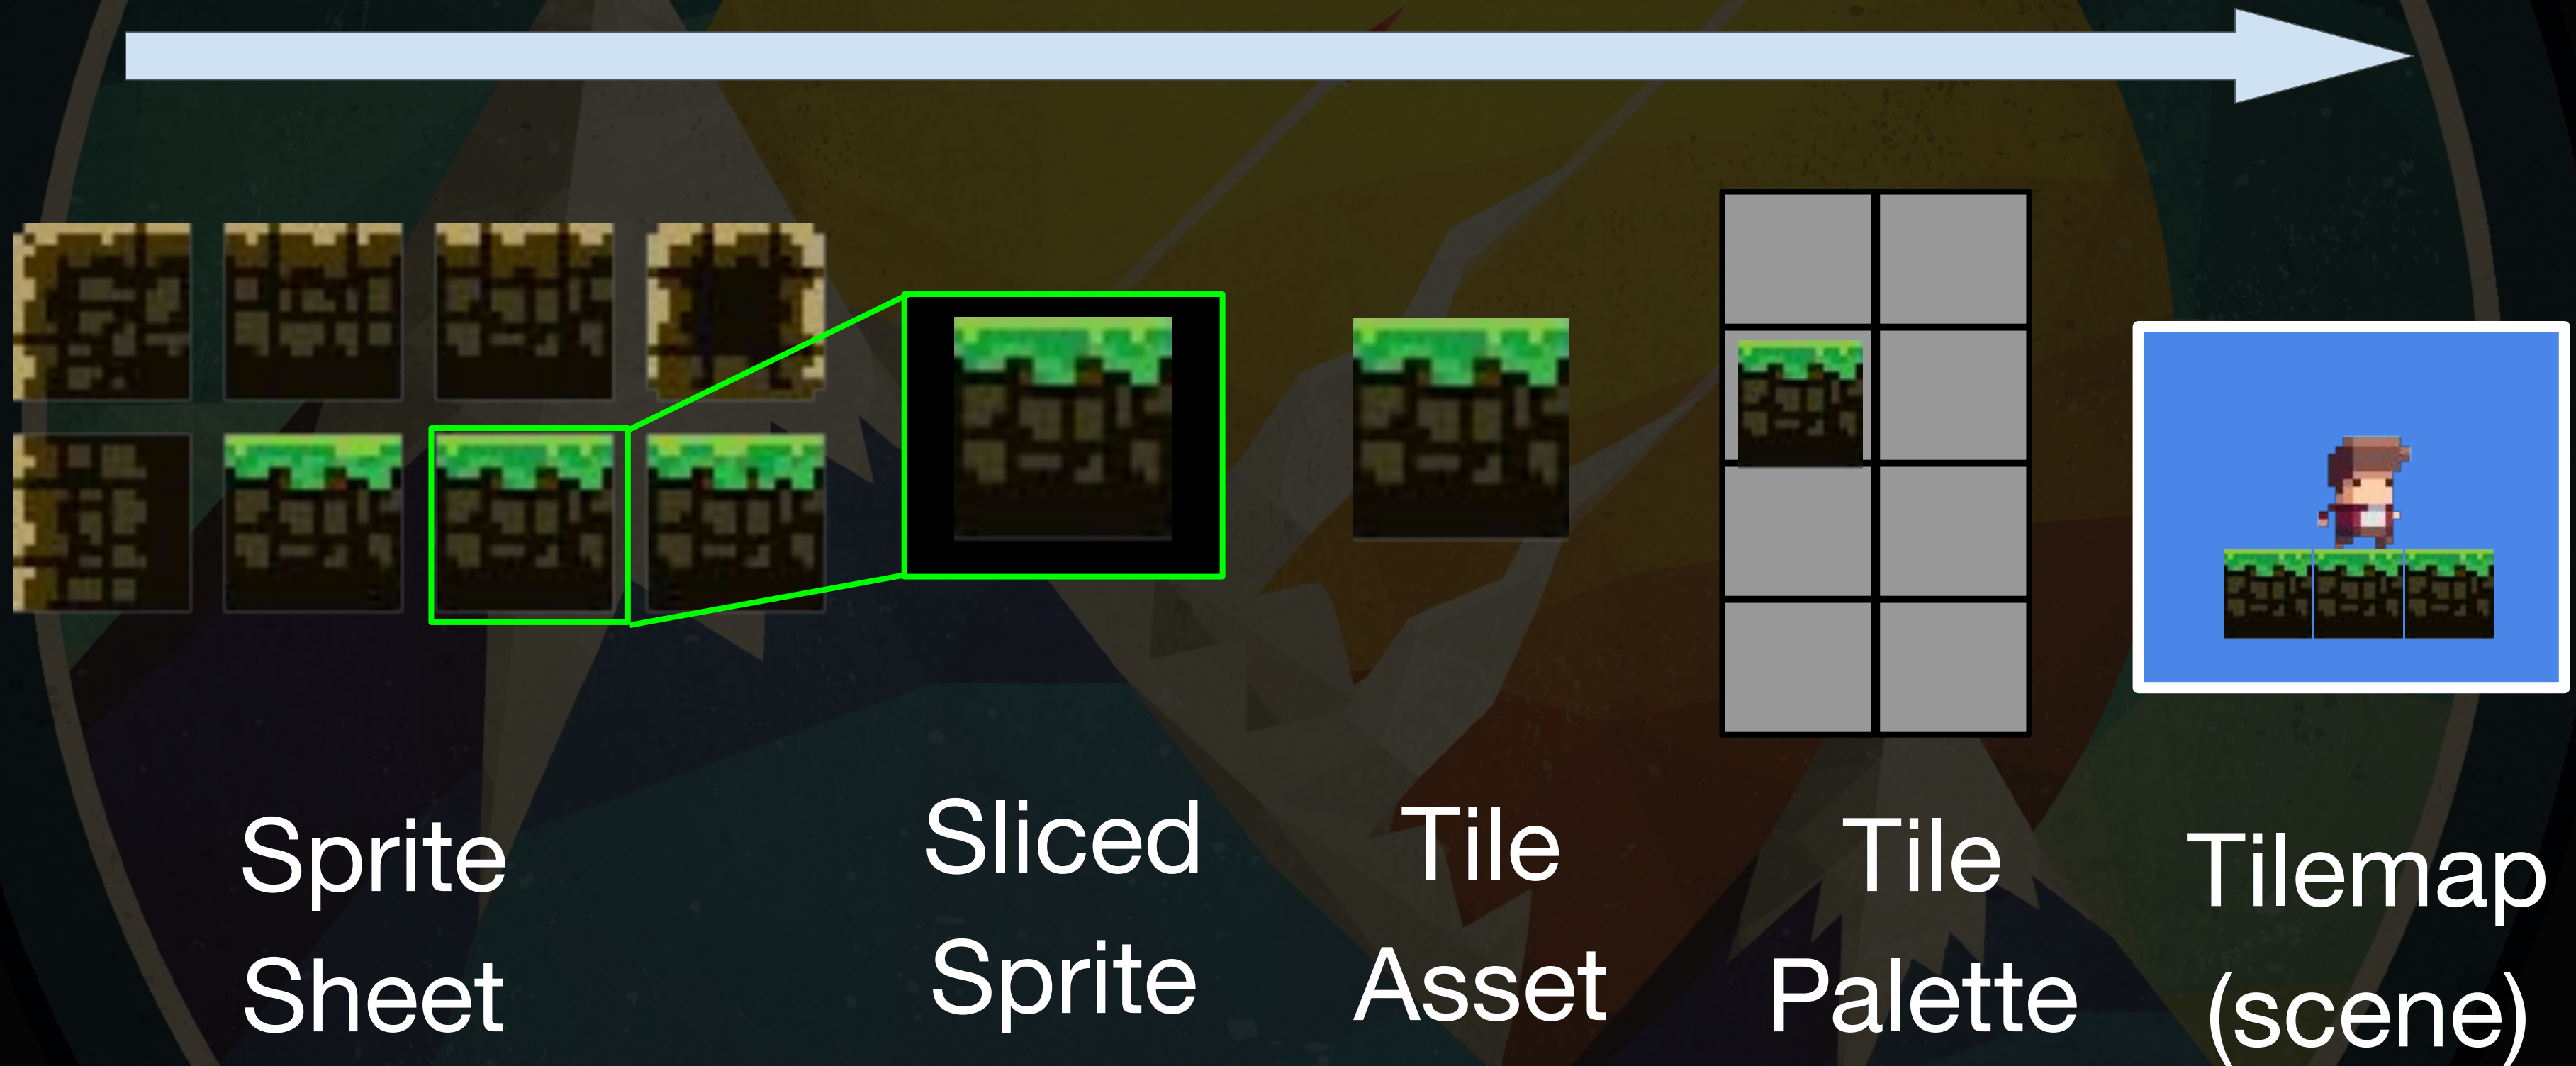 Sprite
Sheet
Sliced
Sprite
Tile
Asset
Tile
Palette
Tilemap
(scene)